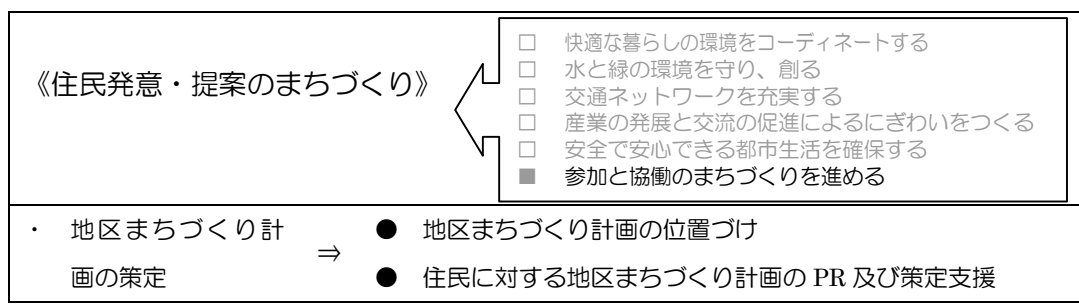 《住民発意・提案のまちづくり》
□ 快適な暮らしの環境をコーディネートする
□ 水と緑の環境を守り、創る
□ 交通ネットワークを充実する
□ 産業の発展と交流の促進によるにぎわいをつくる
□ 安全で安心できる都市生活を確保する
■ 参加と協働のまちづくりを進める
・ 地区まちづくり計
画の策定
⇒
● 地区まちづくり計画の位置づけ
● 住民に対する地区まちづくり計画の PR 及び策定支援